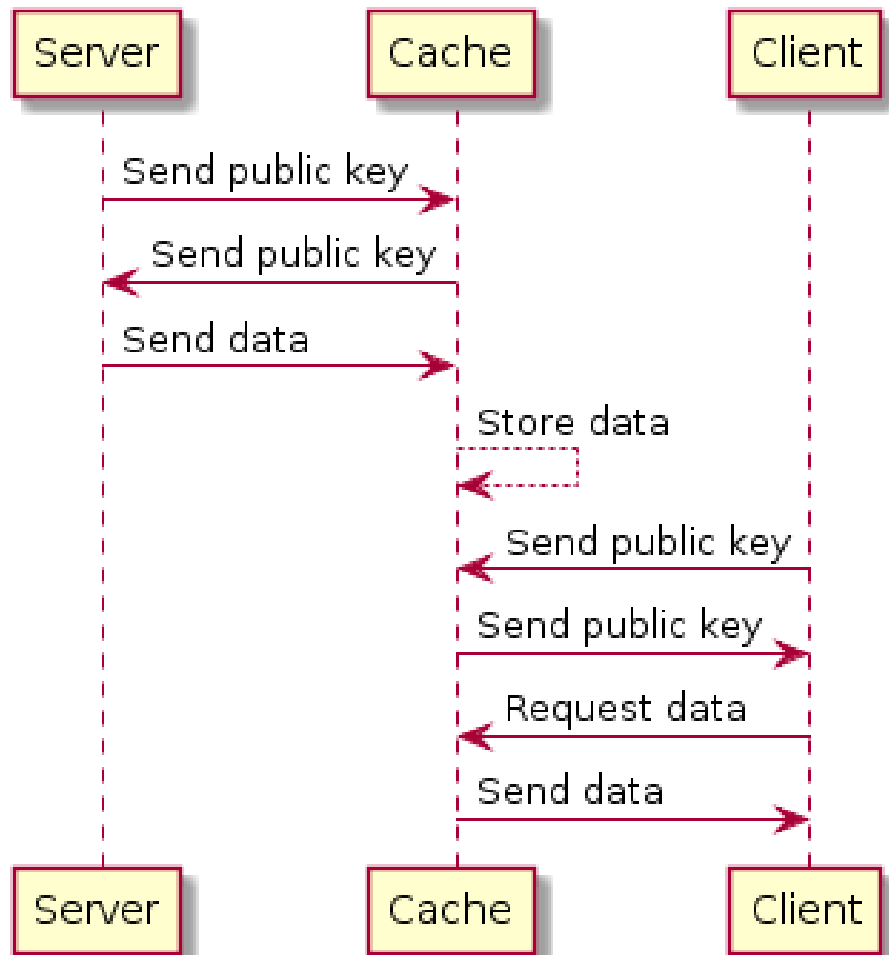 Server
Cache
Client
Send public key
Send public key
Send data
Store data
Send public key
Send public key
Request data
Send data
Server
Cache
Client